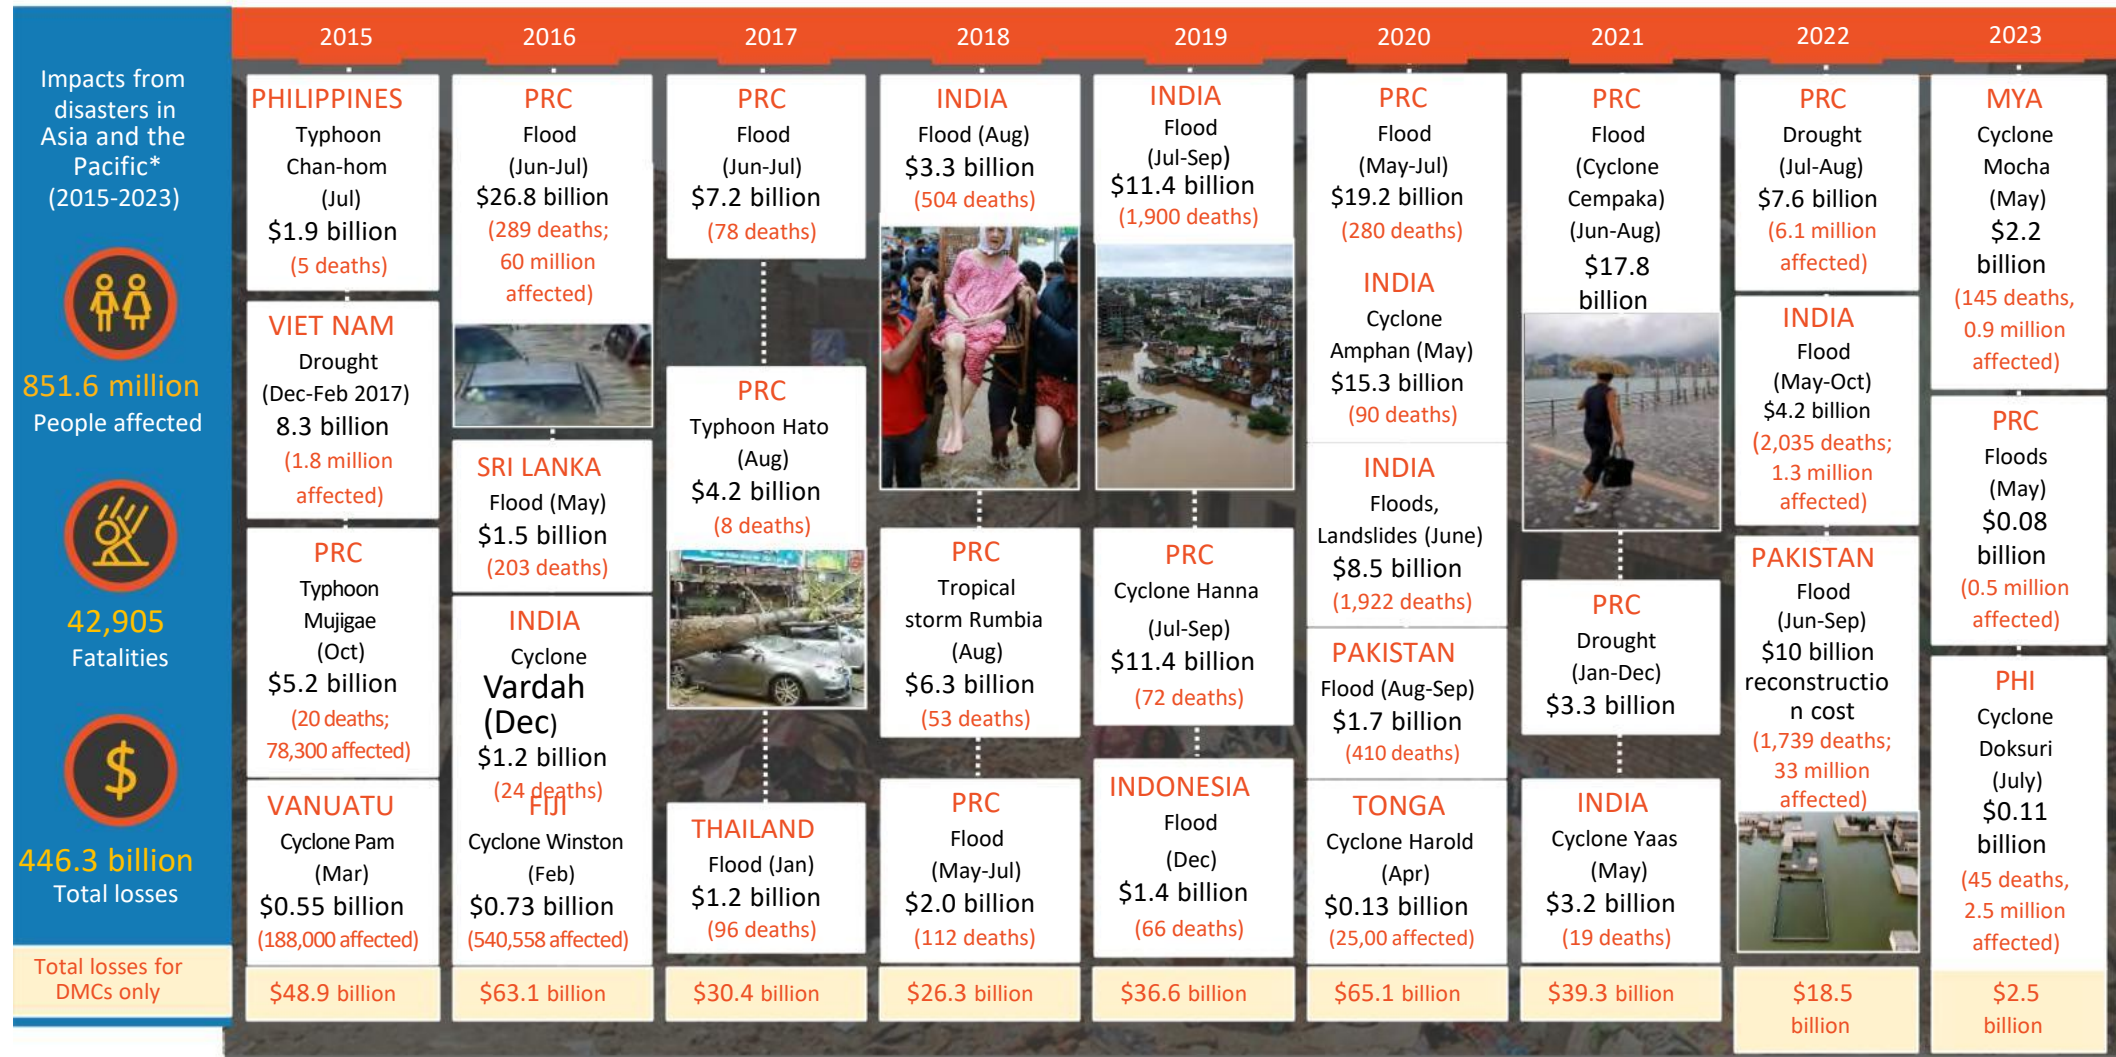 Impacts from
disasters in
Asia and the
Pacific*
(2015-2023)
851.6 million
People affected
42,905
Fatalities
446.3 billion
Total losses
Total losses for
DMCs only
2015
PHILIPPINES
Typhoon
Chan-hom
(Jul)
$1.9 billion
(5 deaths)
VIET NAM
Drought
(Dec-Feb 2017)
8.3 billion
(1.8 million
affected)
PRC
Typhoon
Mujigae
(Oct)
$5.2 billion
(20 deaths;
78,300 affected)
VANUATU
Cyclone Pam
(Mar)
$0.55 billion
(188,000 affected)
$48.9 billion
2016
PRC
Flood
(Jun-Jul)
$26.8 billion
(289 deaths;
60 million
affected)
SRI LANKA
Flood (May)
$1.5 billion
(203 deaths)
INDIA
Cyclone
Vardah
(Dec)
$1.2 billion
(24 deaths)
FIJI
Cyclone Winston
(Feb)
$0.73 billion
(540,558 affected)
$63.1 billion
2017
PRC
Flood
(Jun-Jul)
$7.2 billion
(78 deaths)
PRC
Typhoon Hato
(Aug)
$4.2 billion
(8 deaths)
THAILAND
Flood (Jan)
$1.2 billion
(96 deaths)
$30.4 billion
2018
INDIA
Flood (Aug)
$3.3 billion
(504 deaths)
PRC
Tropical
storm Rumbia
(Aug)
$6.3 billion
(53 deaths)
PRC
Flood
(May-Jul)
$2.0 billion
(112 deaths)
$26.3 billion
2019
INDIA
Flood
(Jul-Sep)
$11.4 billion
(1,900 deaths)
PRC
Cyclone Hanna
(Jul-Sep)
$11.4 billion
(72 deaths)
INDONESIA
Flood
(Dec)
$1.4 billion
(66 deaths)
$36.6 billion
2020
PRC
Flood
(May-Jul)
$19.2 billion
(280 deaths)
INDIA
Cyclone
Amphan (May)
$15.3 billion
(90 deaths)
INDIA
Floods,
Landslides (June)
$8.5 billion
(1,922 deaths)
PAKISTAN
Flood (Aug-Sep)
$1.7 billion
(410 deaths)
TONGA
Cyclone Harold
(Apr)
$0.13 billion
(25,00 affected)
$65.1 billion
2021
PRC
Flood
(Cyclone
Cempaka)
(Jun-Aug)
$17.8
billion
PRC
Drought
(Jan-Dec)
$3.3 billion
INDIA
Cyclone Yaas
(May)
$3.2 billion
(19 deaths)
$39.3 billion
2022
PRC
Drought
(Jul-Aug)
$7.6 billion
(6.1 million
affected)
INDIA
Flood
(May-Oct)
$4.2 billion
(2,035 deaths;
1.3 million
affected)
PAKISTAN
Flood
(Jun-Sep)
$10 billion
reconstructio
n cost
(1,739 deaths;
33 million
affected)
$18.5
billion
2023
MYA
Cyclone
Mocha
(May)
$2.2
billion
(145 deaths,
0.9 million
affected)
PRC
Floods
(May)
$0.08
billion
(0.5 million
affected)
PHI
Cyclone
Doksuri
(July)
$0.11
billion
(45 deaths,
2.5 million
affected)
$2.5
billion